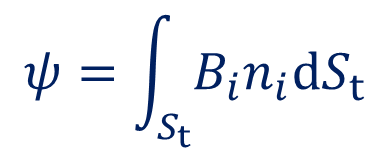 ψ = ∫_{S_t} B_i n_i dS_t